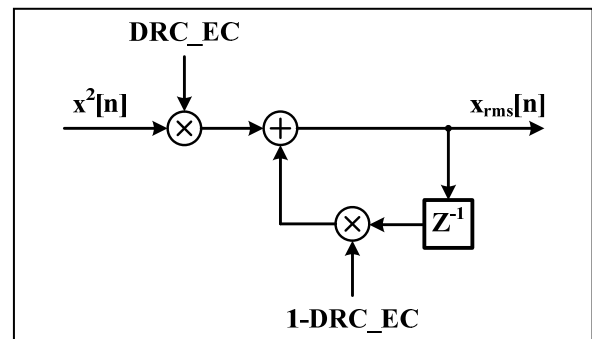 DRC_EC
x²[n]
xrms[n]
×
+
×
Z⁻¹
1-DRC_EC